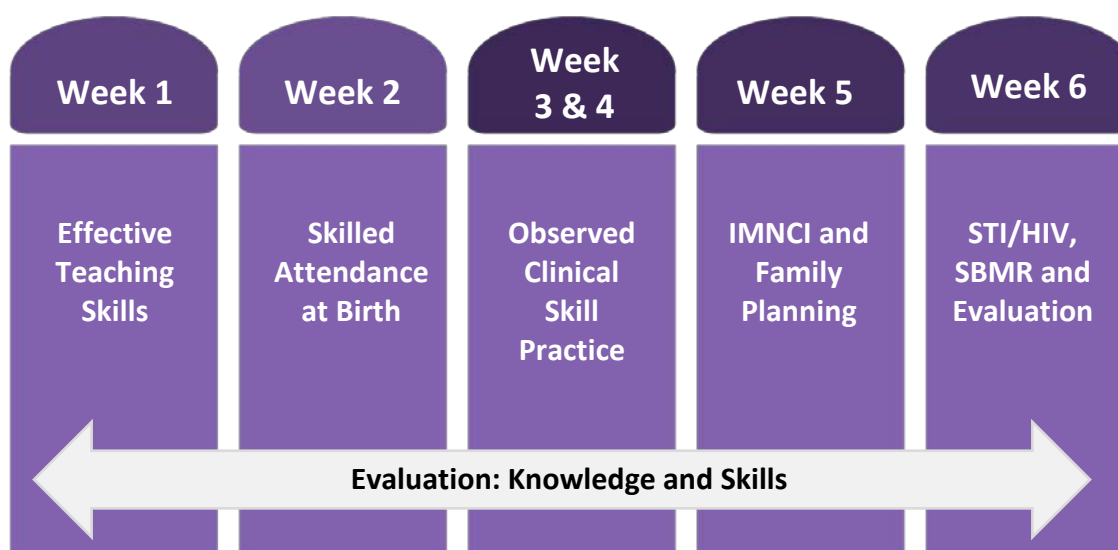 Week 1
Effective
Teaching
Skills
Week 2
Skilled
Attendance
at Birth
Week
3 & 4
Observed
Clinical
Skill
Practice
Week 5
IMNCI and
Family
Planning
Week 6
STI/HIV,
SBMR and
Evaluation
Evaluation: Knowledge and Skills